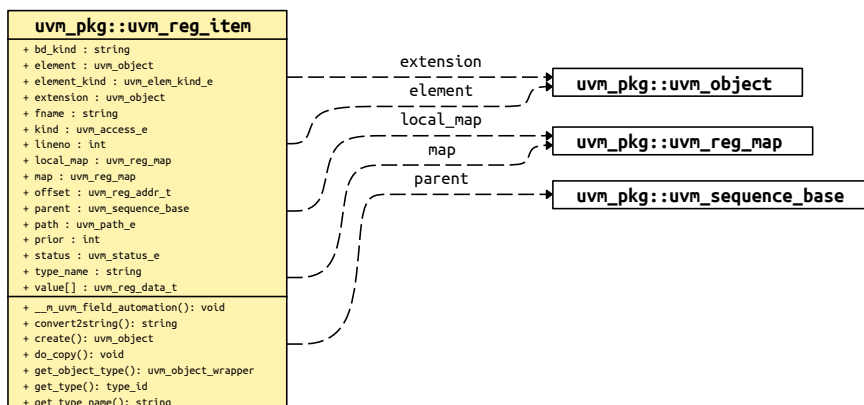 uvm_pkg::uvm_reg_item
+ bd_kind : string
+ element : uvm_object
+ element_kind : uvm_elem_kind_e
+ extension : uvm_object
+ fname : string
+ kind : uvm_access_e
+ lineno : int
+ local_map : uvm_reg_map
+ map : uvm_reg_map
+ offset : uvm_reg_addr_t
+ parent : uvm_sequence_base
+ path : uvm_path_e
+ prior : int
+ status : uvm_status_e
+ type_name : string
+ value[] : uvm_reg_data_t
+ __m_uvm_field_automation(): void
+ convert2string(): string
+ create(): uvm_object
+ do_copy(): void
+ get_object_type(): uvm_object_wrapper
+ get_type(): type_id
+ get_type_name(): string
extension
element
local_map
map
parent
uvm_pkg::uvm_object
uvm_pkg::uvm_reg_map
uvm_pkg::uvm_sequence_base